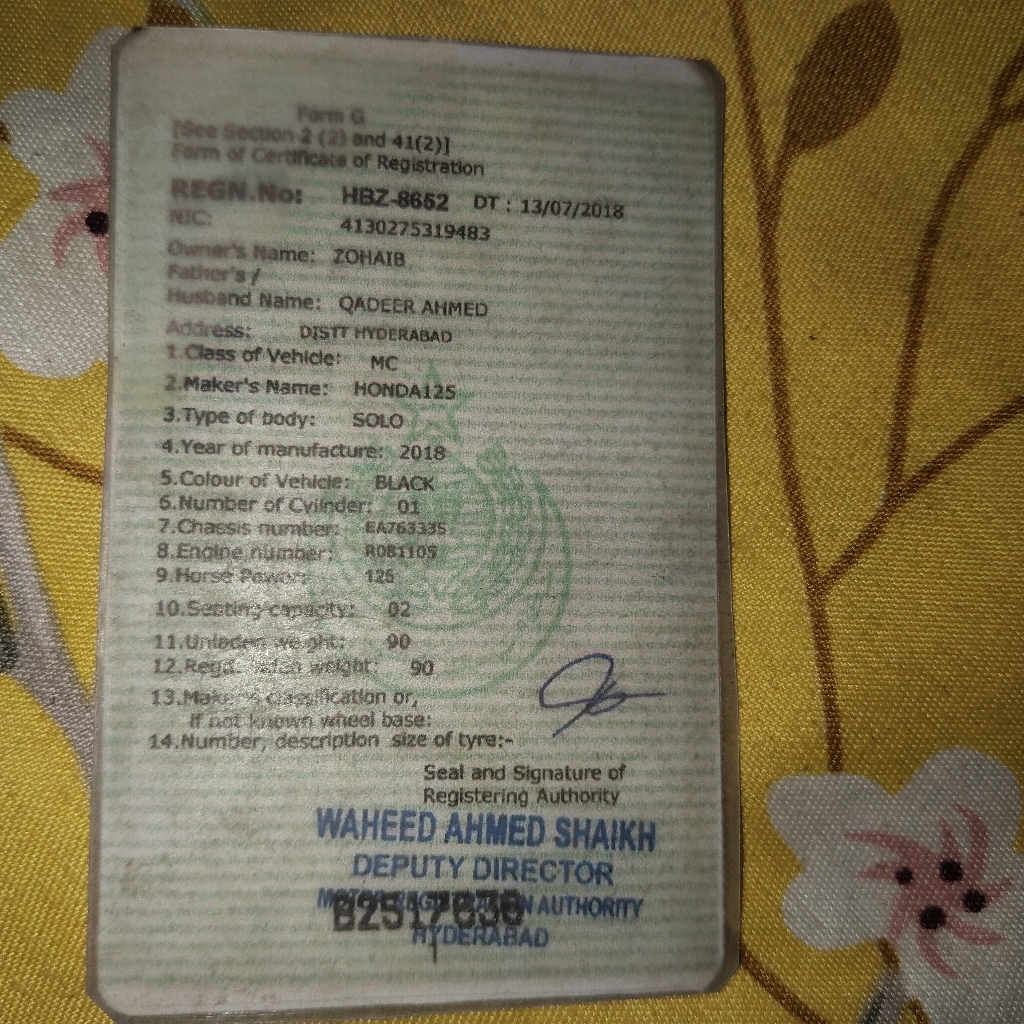 Form G
[See Section 2 (2) and 41(2)]
Form of Certificate of Registration
REGN.No: HBZ-8652 DT : 13/07/2018
NIC: 4130275319483
Owner's Name: ZOHAIB
Father's /
Husband Name: QADEER AHMED
Address: DISTT HYDERABAD
1.Class of Vehicle: MC
2.Maker's Name: HONDA125
3.Type of body: SOLO
4.Year of manufacture: 2018
5.Colour of Vehicle: BLACK
6.Number of Cylinder: 01
7.Chassis number: EA763335
8.Engine number: R081105
9.Horse Power: 125
10.Seating capacity: 02
11.Unladen weight: 90
12.Regd. weight: 90
13.Maker's classification or,
if not known wheel base:
14.Number, description size of tyre:-
Seal and Signature of
Registering Authority
WAHEED AHMED SHAIKH
DEPUTY DIRECTOR
MOTOR REGISTRATION AUTHORITY
B2517636
HYDERABAD